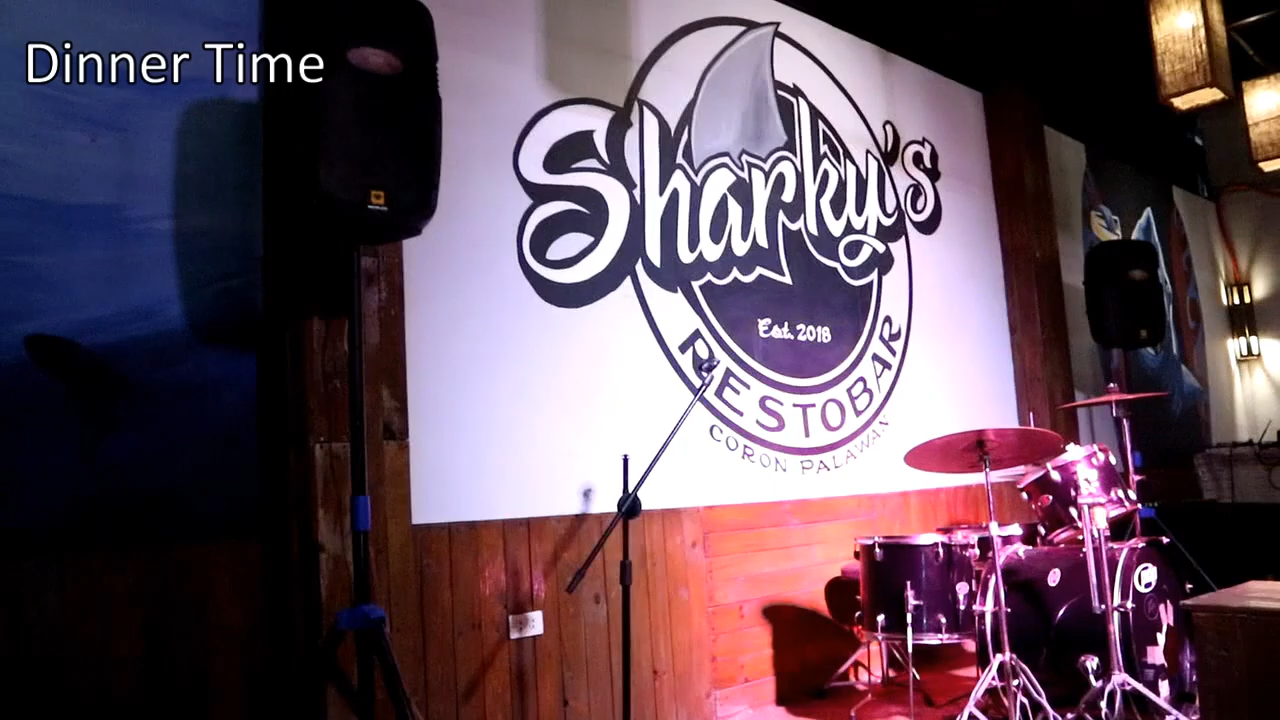 Dinner Time
Sharky's
Est. 2018
RESTOBAR
CORON PALAWAN